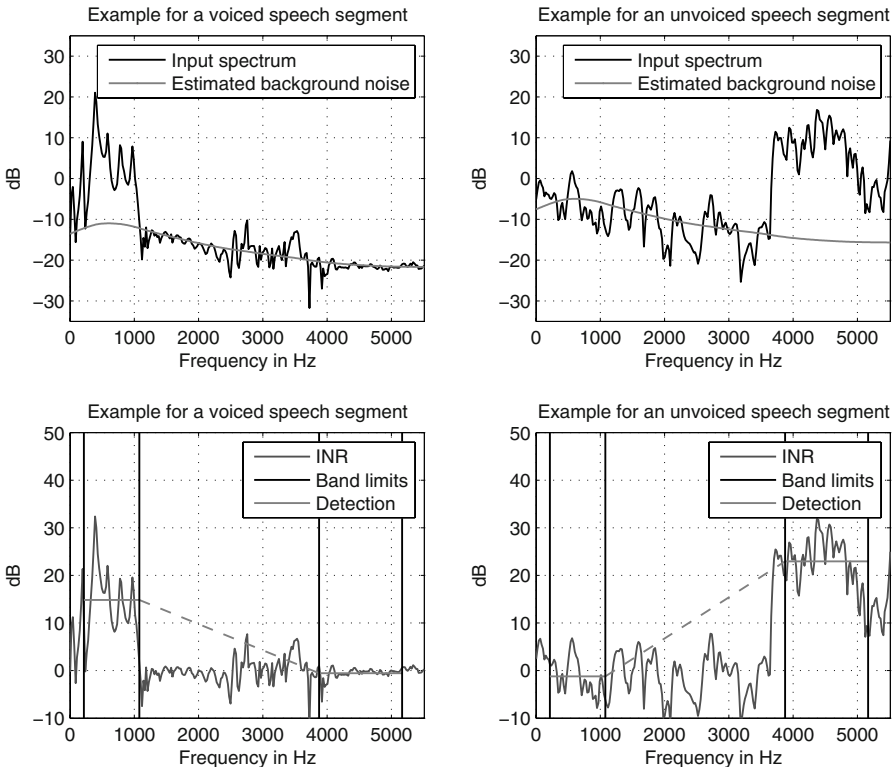 Example for a voiced speech segment
Input spectrum
Estimated background noise
30
20
10
0
−10
−20
−30
dB
0 1000 2000 3000 4000 5000
Frequency in Hz
Example for an unvoiced speech segment
Input spectrum
Estimated background noise
30
20
10
0
−10
−20
−30
dB
0 1000 2000 3000 4000 5000
Frequency in Hz
Example for a voiced speech segment
INR
Band limits
Detection
50
40
30
20
10
0
−10
dB
0 1000 2000 3000 4000 5000
Frequency in Hz
Example for an unvoiced speech segment
INR
Band limits
Detection
50
40
30
20
10
0
−10
dB
0 1000 2000 3000 4000 5000
Frequency in Hz